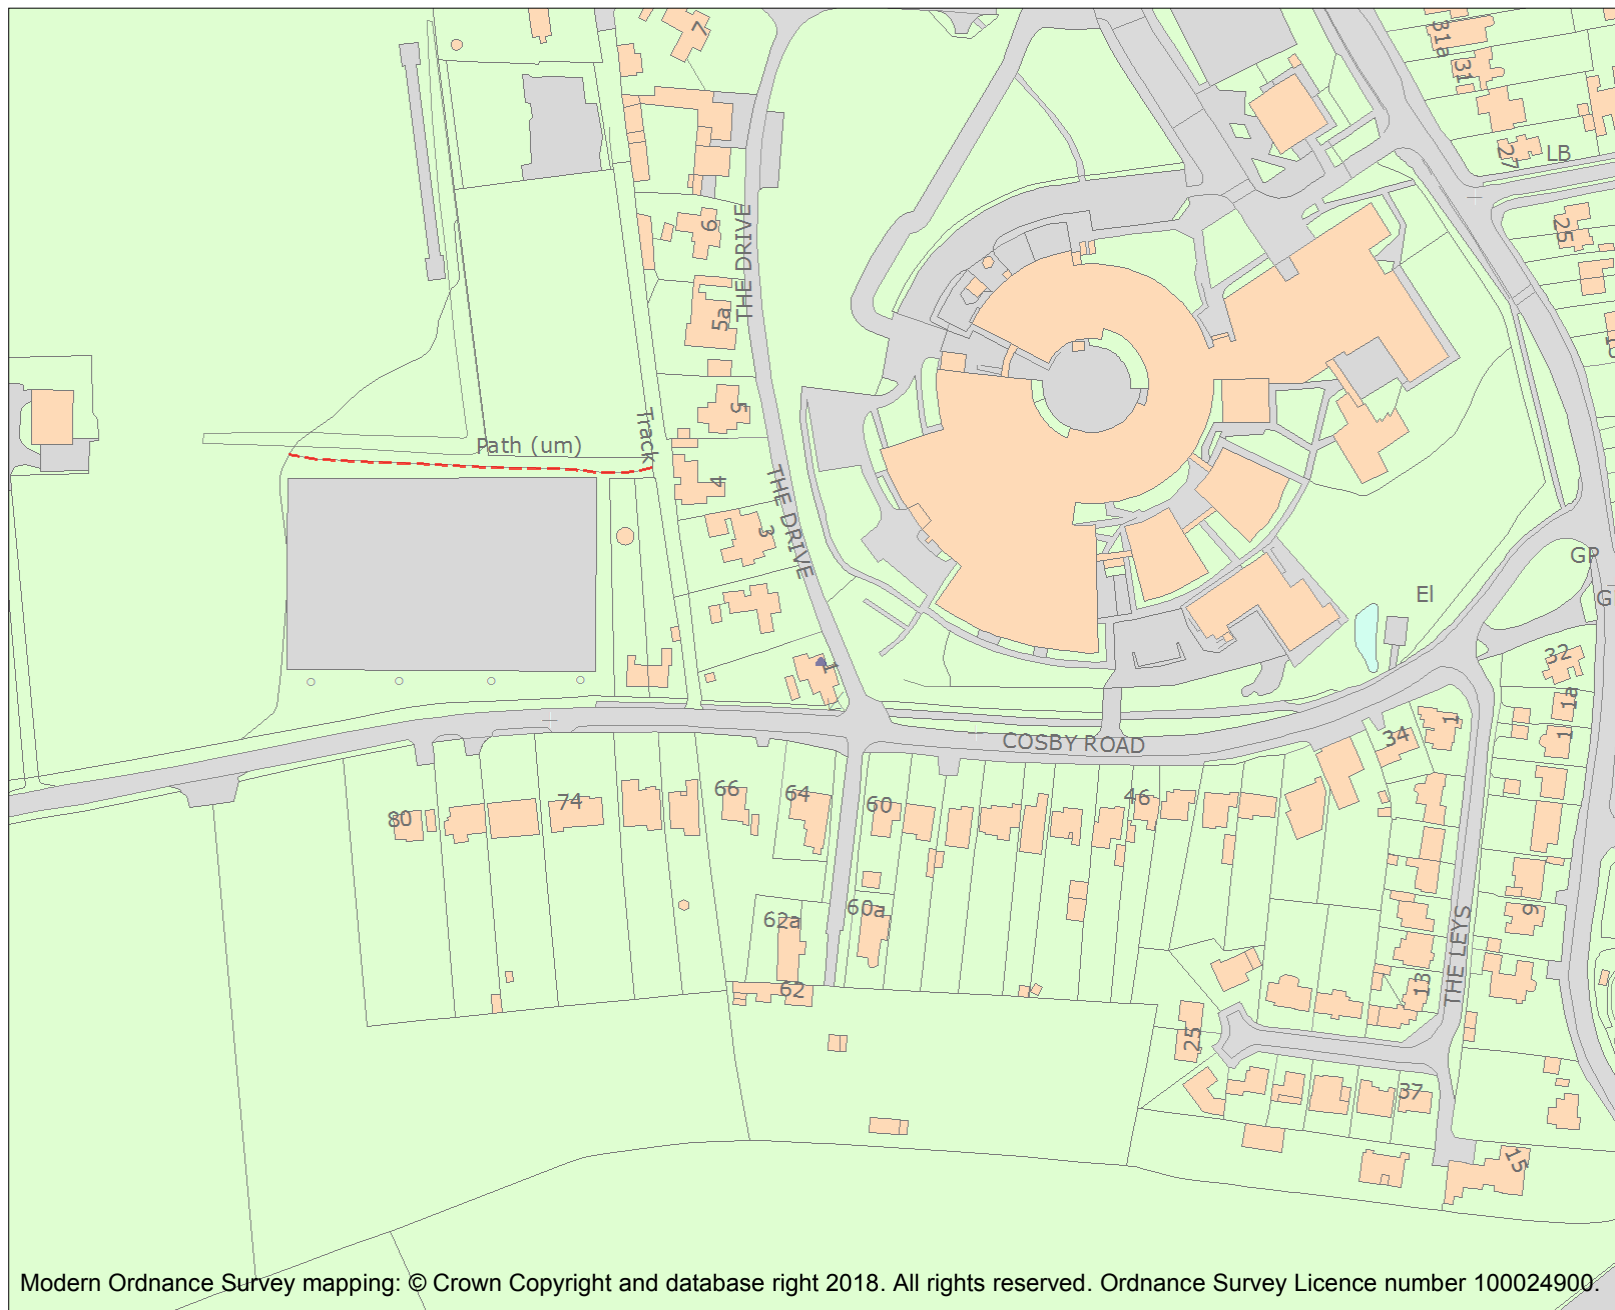 7
31a
31
27
LB
6
THE DRIVE
25
5a
5
Track
Path (um)
4
THE DRIVE
3
GP
El
G
1
32
1a
1
34
1
COSBY ROAD
80
74
66
64
60
46
62a
60a
9
THE LEYS
13
62
25
37
15
Modern Ordnance Survey mapping: © Crown Copyright and database right 2018. All rights reserved. Ordnance Survey Licence number 100024900.